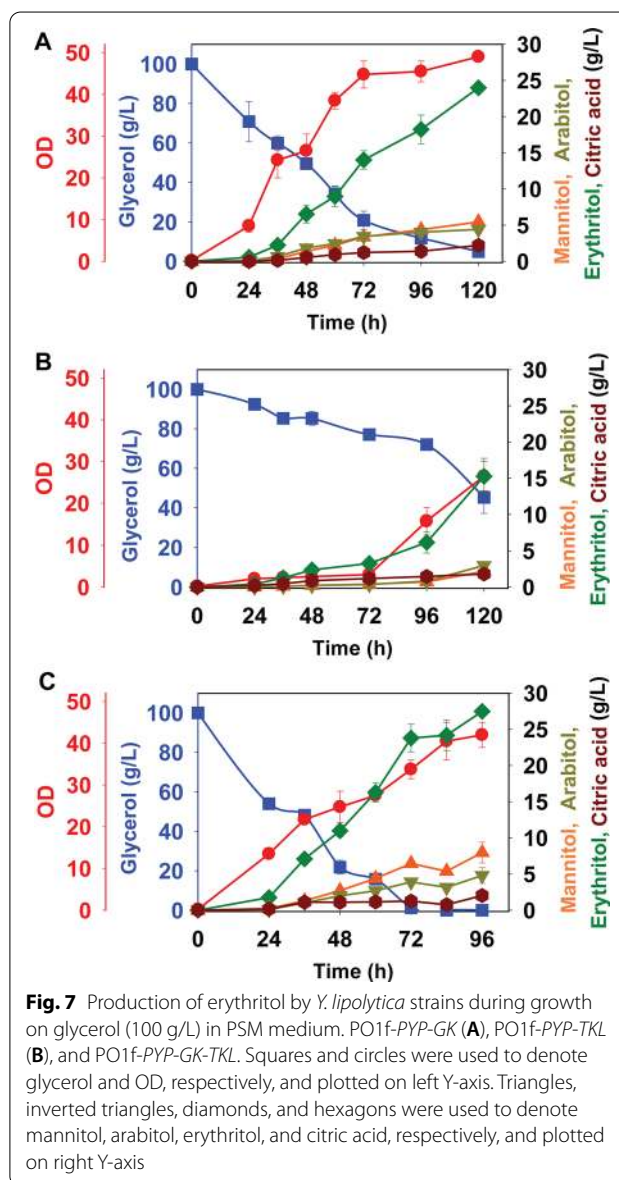 A
OD
50
40
30
20
10
0
Glycerol (g/L)
100
80
60
40
20
0
30
25
20
15
10
5
0
Mannitol, Arabitol,
Erythritol, Citric acid (g/L)
0 24 48 72 96 120
Time (h)
B
OD
50
40
30
20
10
0
Glycerol (g/L)
100
80
60
40
20
0
30
25
20
15
10
5
0
Mannitol, Arabitol,
Erythritol, Citric acid (g/L)
0 24 48 72 96 120
Time (h)
C
OD
50
40
30
20
10
0
Glycerol (g/L)
100
80
60
40
20
0
30
25
20
15
10
5
0
Mannitol, Arabitol,
Erythritol, Citric acid (g/L)
0 24 48 72 96
Time (h)
Fig. 7 Production of erythritol by Y. lipolytica strains during growth
on glycerol (100 g/L) in PSM medium. PO1f-PYP-GK (A), PO1f-PYP-TKL
(B), and PO1f-PYP-GK-TKL. Squares and circles were used to denote
glycerol and OD, respectively, and plotted on left Y-axis. Triangles,
inverted triangles, diamonds, and hexagons were used to denote
mannitol, arabitol, erythritol, and citric acid, respectively, and plotted
on right Y-axis